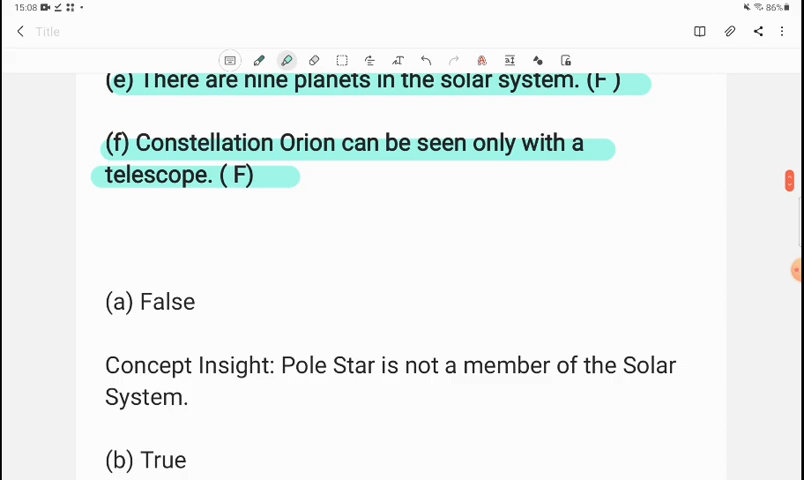 15:08
86%
Title
(e) There are nine planets in the solar system. (F )
(f) Constellation Orion can be seen only with a
telescope. ( F)
(a) False
Concept Insight: Pole Star is not a member of the Solar
System.
(b) True